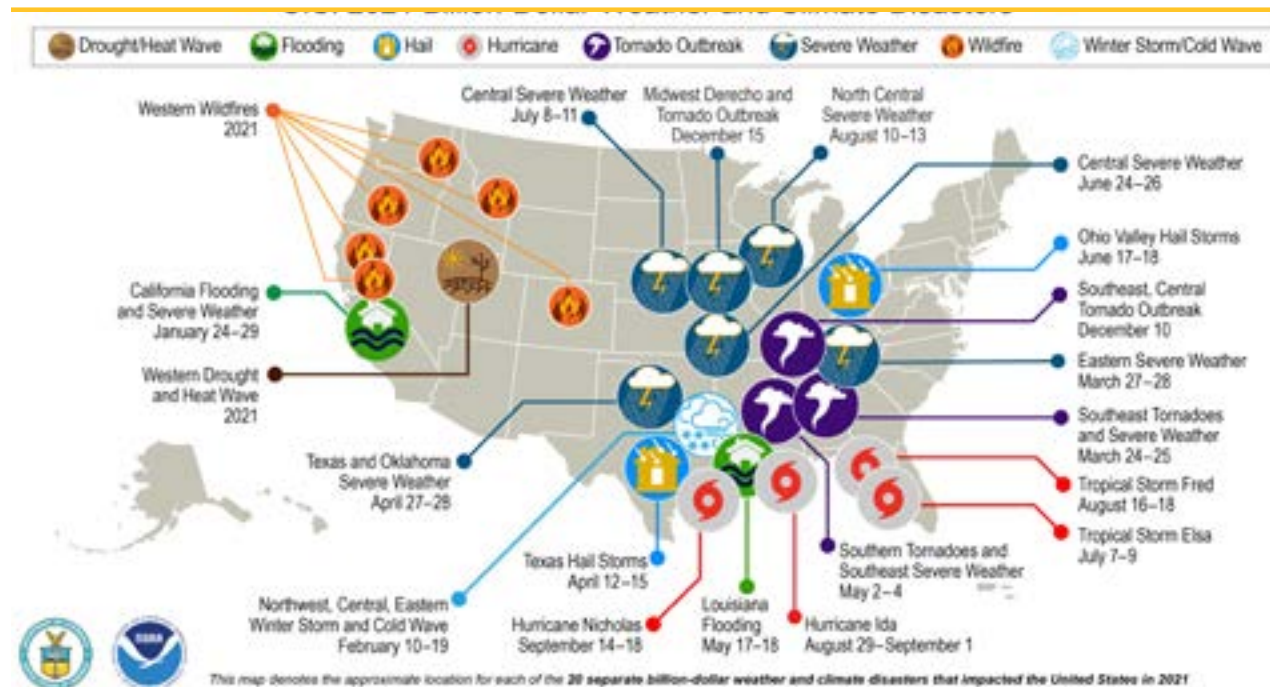 U.S. 2021 Billion-Dollar Weather and Climate Disasters
Drought/Heat Wave
Flooding
Hail
Hurricane
Tornado Outbreak
Severe Weather
Wildfire
Winter Storm/Cold Wave
Western Wildfires
2021
Central Severe Weather
July 8–11
Midwest Derecho and
Tornado Outbreak
December 15
North Central
Severe Weather
August 10–13
Central Severe Weather
June 24–26
Ohio Valley Hail Storms
June 17–18
California Flooding
and Severe Weather
January 24–29
Southeast, Central
Tornado Outbreak
December 10
Eastern Severe Weather
March 27–28
Western Drought
and Heat Wave
2021
Southeast Tornadoes
and Severe Weather
March 24–25
Texas and Oklahoma
Severe Weather
April 27–28
Tropical Storm Fred
August 16–18
Tropical Storm Elsa
July 7–9
Texas Hail Storms
April 12–15
Southern Tornadoes and
Southeast Severe Weather
May 2–4
Northwest, Central, Eastern
Winter Storm and Cold Wave
February 10–19
Hurricane Nicholas
September 14–18
Louisiana
Flooding
May 17–18
Hurricane Ida
August 29–September 1
NOAA
This map denotes the approximate location for each of the 20 separate billion-dollar weather and climate disasters that impacted the United States in 2021